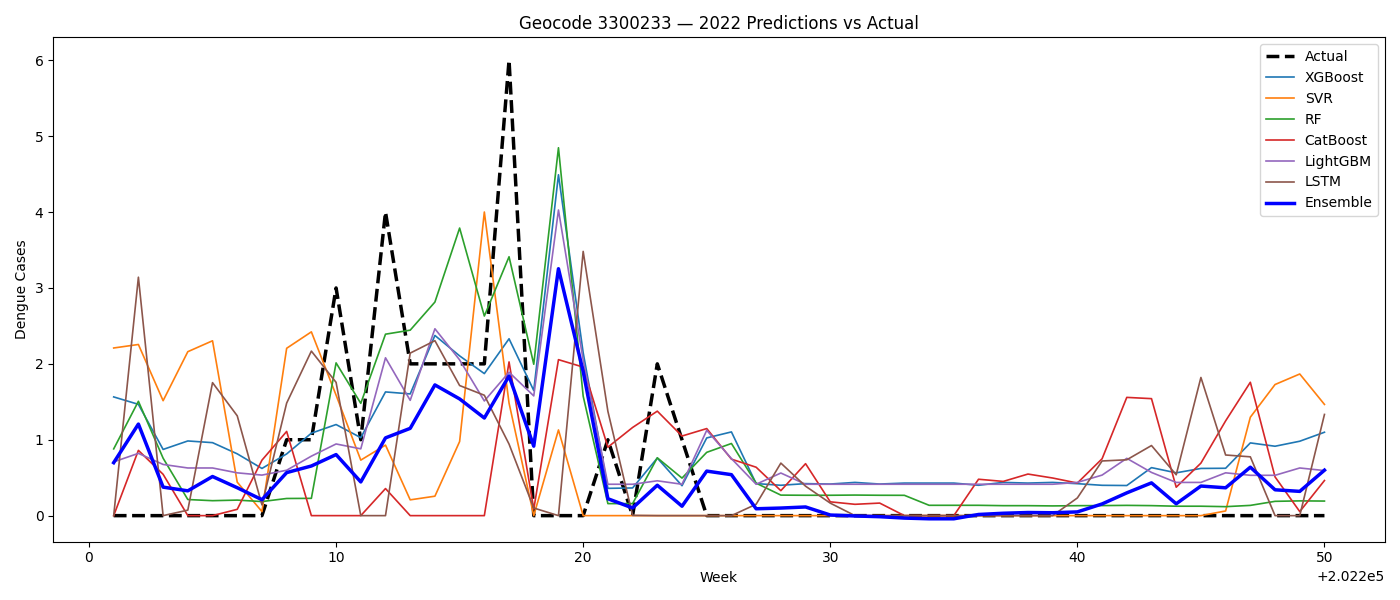 Geocode 3300233 — 2022 Predictions vs Actual
Dengue Cases
6
5
4
3
2
1
0
0
10
20
30
40
50
+2.022e5
Week
Actual
XGBoost
SVR
RF
CatBoost
LightGBM
LSTM
Ensemble